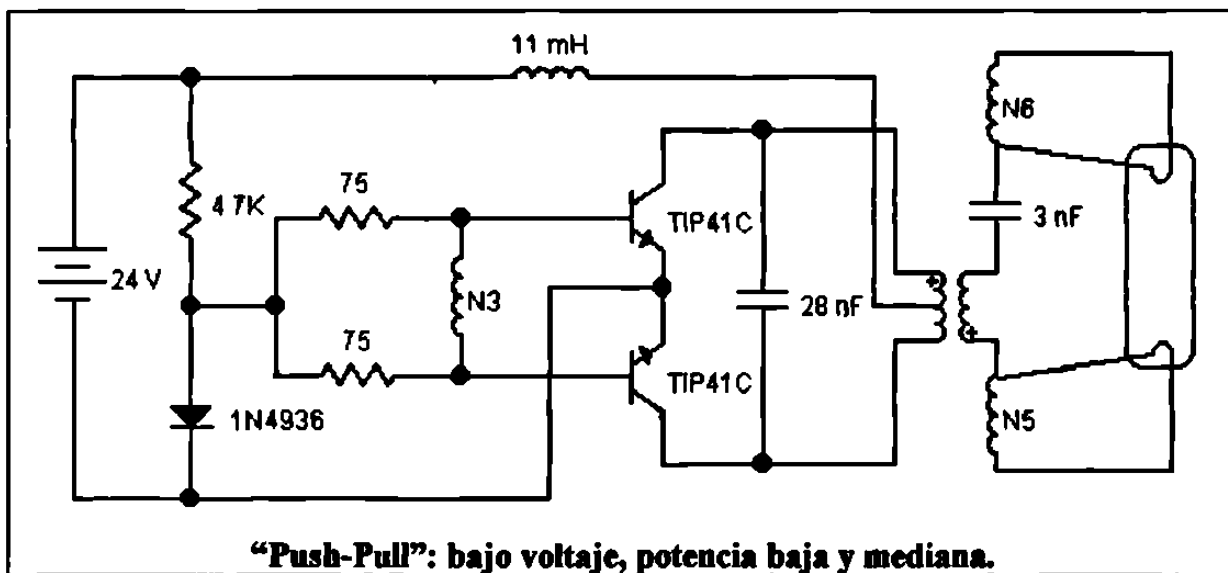 11 mH
N6
4 7K
75
TIP41C
3 nF
24 V
N3
28 nF
75
TIP41C
1N4936
N5
“Push-Pull”: bajo voltaje, potencia baja y mediana.